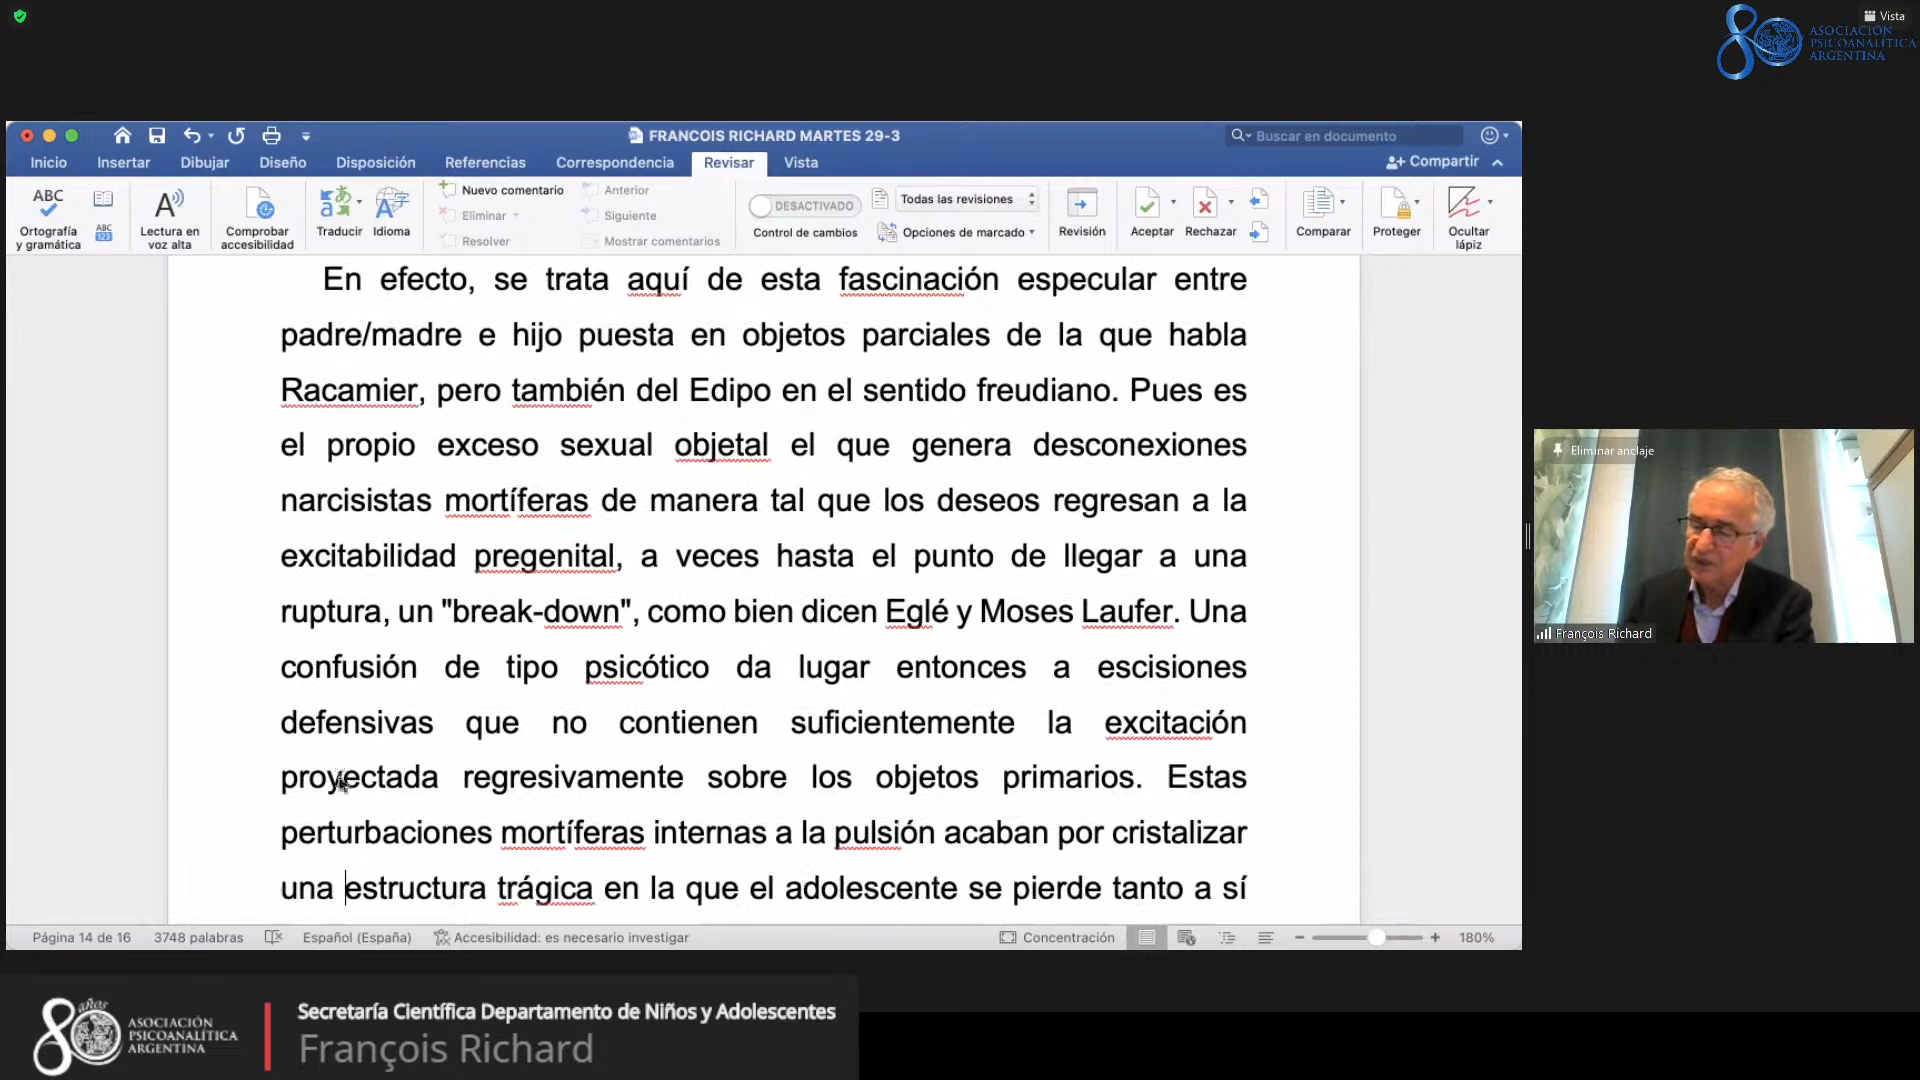 Vista
ASOCIACIÓN
PSICOANALÍTICA
ARGENTINA
FRANCOIS RICHARD MARTES 29-3
Buscar en documento
Inicio Insertar Dibujar Diseño Disposición Referencias Correspondencia Revisar Vista Compartir
ABC
Ortografía
y gramática
ABC
123
Lectura en
voz alta
Comprobar
accesibilidad
Traducir
Idioma
Nuevo comentario
Eliminar
Resolver
Anterior
Siguiente
Mostrar comentarios
DESACTIVADO
Control de cambios
Todas las revisiones
Opciones de marcado
Revisión
Aceptar
Rechazar
Comparar
Proteger
Ocultar
lápiz
En efecto, se trata aquí de esta fascinación especular entre
padre/madre e hijo puesta en objetos parciales de la que habla
Racamier, pero también del Edipo en el sentido freudiano. Pues es
el propio exceso sexual objetal el que genera desconexiones
narcisistas mortíferas de manera tal que los deseos regresan a la
excitabilidad pregenital, a veces hasta el punto de llegar a una
ruptura, un "break-down", como bien dicen Eglé y Moses Laufer. Una
confusión de tipo psicótico da lugar entonces a escisiones
defensivas que no contienen suficientemente la excitación
proyectada regresivamente sobre los objetos primarios. Estas
perturbaciones mortíferas internas a la pulsión acaban por cristalizar
una estructura trágica en la que el adolescente se pierde tanto a sí
Eliminar anclaje
François Richard
Página 14 de 16 3748 palabras Español (España) Accesibilidad: es necesario investigar Concentración 180%
80 años
ASOCIACIÓN
PSICOANALÍTICA
ARGENTINA
Secretaría Científica Departamento de Niños y Adolescentes
François Richard